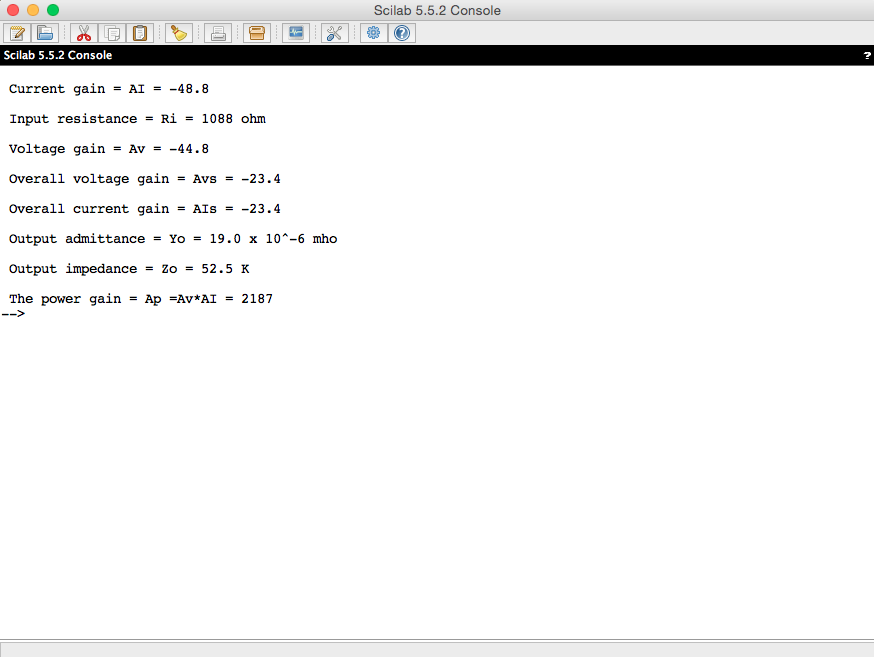 Scilab 5.5.2 Console
Scilab 5.5.2 Console ?
Current gain = AI = -48.8
Input resistance = Ri = 1088 ohm
Voltage gain = Av = -44.8
Overall voltage gain = Avs = -23.4
Overall current gain = AIs = -23.4
Output admittance = Yo = 19.0 x 10^-6 mho
Output impedance = Zo = 52.5 K
The power gain = Ap =Av*AI = 2187
-->